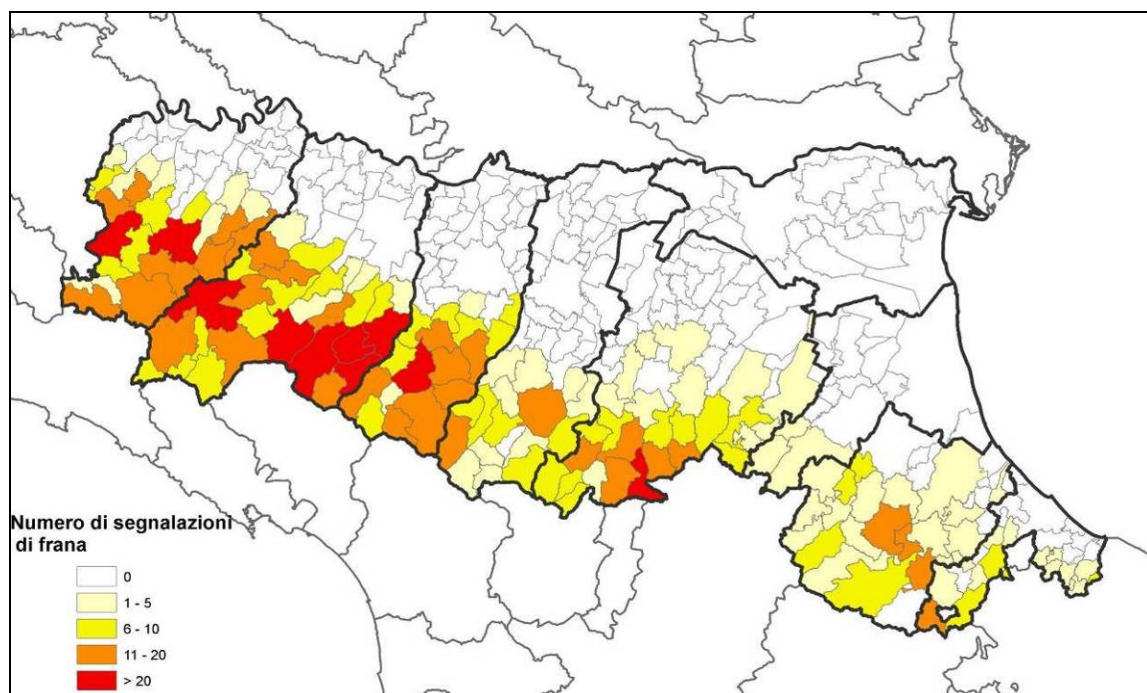 Numero di segnalazioni
di frana
0
1 - 5
6 - 10
11 - 20
> 20